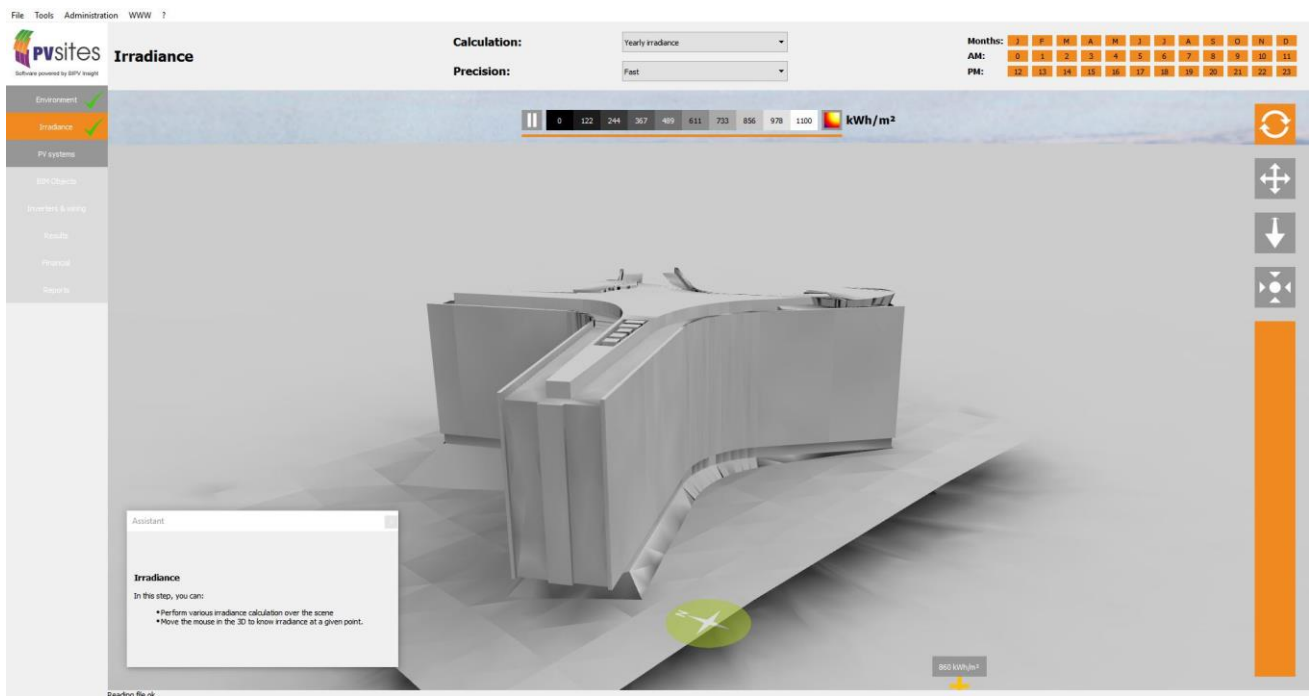 File Tools Administration WWW ?
PVsites
Software powered by BIPV Insight
Irradiance
Calculation: Yearly irradiance
Precision: Fast
Months: J F M A M J J A S O N D
AM: 0 1 2 3 4 5 6 7 8 9 10 11
PM: 12 13 14 15 16 17 18 19 20 21 22 23
Environment
Irradiance
PV systems
BIM Objects
Inverters & wiring
Results
Financial
Reports
0 122 244 367 489 611 733 856 978 1100 kWh/m²
Assistant
Irradiance
In this step, you can:
•Perform various irradiance calculation over the scene
•Move the mouse in the 3D to know irradiance at a given point.
N
860 kWh/m²
Reading file ok